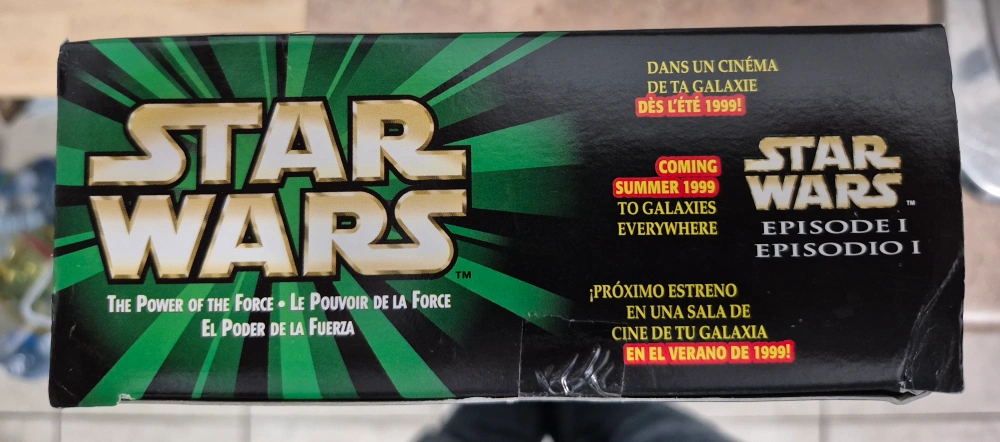 STAR
WARS
TM
The Power of the Force • Le Pouvoir de la Force
El Poder de la Fuerza
DANS UN CINÉMA
DE TA GALAXIE
DÈS L'ÉTÉ 1999!
COMING
SUMMER 1999
TO GALAXIES
EVERYWHERE
STAR
WARS
TM
EPISODE I
EPISODIO I
¡PRÓXIMO ESTRENO
EN UNA SALA DE
CINE DE TU GALAXIA
EN EL VERANO DE 1999!